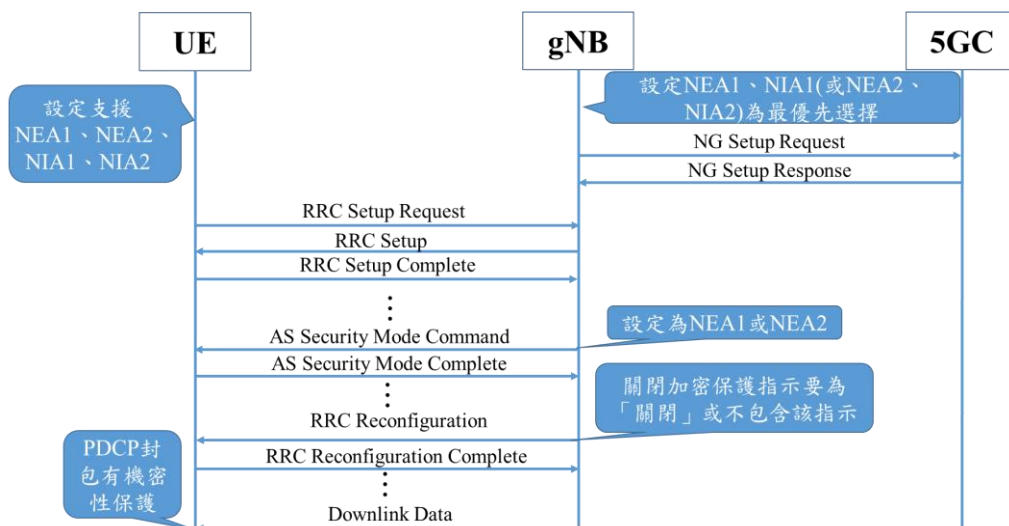 UE
gNB
5GC
設定支援
NEA1、NEA2、
NIA1、NIA2
設定NEA1、NIA1(或NEA2、
NIA2)為最優先選擇
NG Setup Request
NG Setup Response
RRC Setup Request
RRC Setup
RRC Setup Complete
設定為NEA1或NEA2
AS Security Mode Command
AS Security Mode Complete
關閉加密保護指示要為
「關閉」或不包含該指示
RRC Reconfiguration
PDCP封
包有機密
性保護
RRC Reconfiguration Complete
Downlink Data